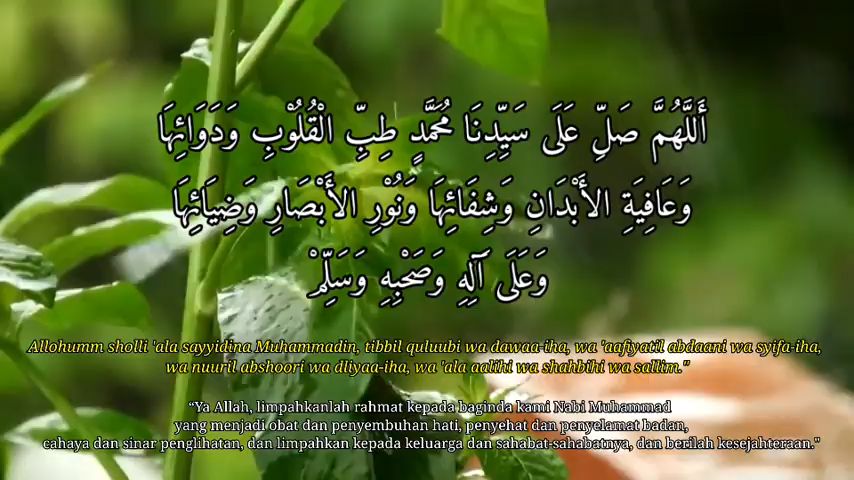 أَللَّهُمَّ صَلِّ عَلَى سَيِّدِنَا مُحَمَّدٍ طِبِّ الْقُلُوْبِ وَدَوَائِهَا
وَعَافِيَةِ الأَبْدَانِ وَشِفَائِهَا وَنُوْرِ الأَبْصَارِ وَضِيَائِهَا
وَعَلَى آلِهِ وَصَحْبِهِ وَسَلِّمْ
Allohumm sholli 'ala sayyidina Muhammadin, tibbil quluubi wa dawaa-iha, wa 'aafiyatil abdaani wa syifa-iha,
wa nuuril abshoori wa dliyaa-iha, wa 'ala aalihi wa shahbihi wa sallim."
“Ya Allah, limpahkanlah rahmat kepada baginda kami Nabi Muhammad
yang menjadi obat dan penyembuhan hati, penyehat dan penyelamat badan,
cahaya dan sinar penglihatan, dan limpahkan kepada keluarga dan sahabat-sahabatnya, dan berilah kesejahteraan."